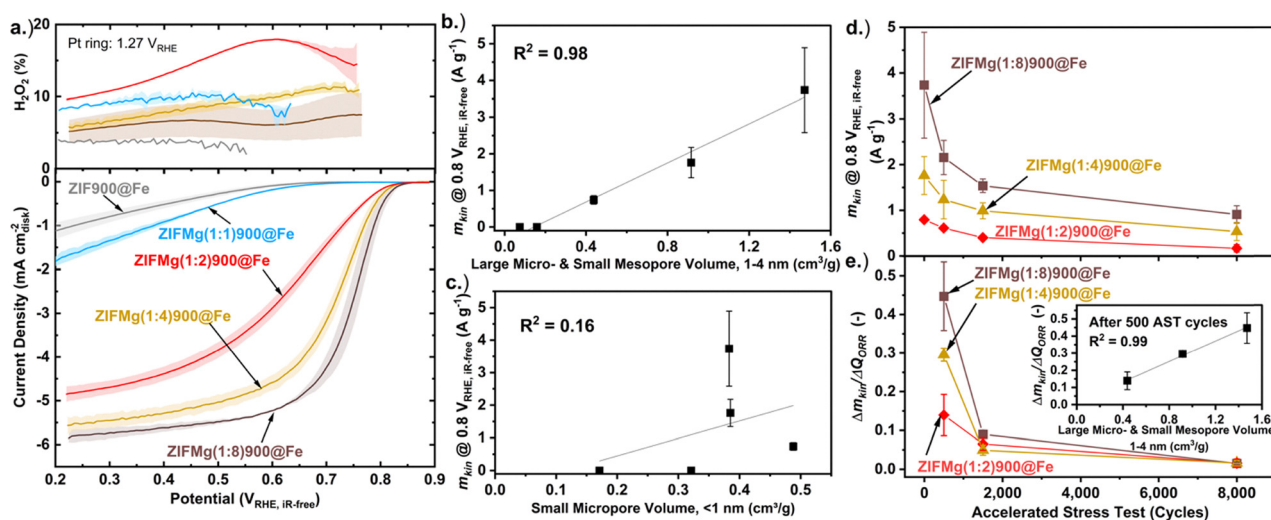 a.)
Pt ring: 1.27 V_RHE
H₂O₂ (%)
20
10
0
ZIF900@Fe
ZIFMg(1:1)900@Fe
ZIFMg(1:2)900@Fe
ZIFMg(1:4)900@Fe
ZIFMg(1:8)900@Fe
Current Density (mA cm⁻²_disk)
0
-1
-2
-3
-4
-5
-6
0.2 0.3 0.4 0.5 0.6 0.7 0.8 0.9
Potential (V_RHE, iR-free)
b.)
R² = 0.98
m_kin @ 0.8 V_RHE, iR-free (A g⁻¹)
5
4
3
2
1
0
0.0 0.4 0.8 1.2 1.6
Large Micro- & Small Mesopore Volume, 1-4 nm (cm³/g)
c.)
R² = 0.16
m_kin @ 0.8 V_RHE, iR-free (A g⁻¹)
5
4
3
2
1
0
0.1 0.2 0.3 0.4 0.5
Small Micropore Volume, <1 nm (cm³/g)
d.)
ZIFMg(1:8)900@Fe
ZIFMg(1:4)900@Fe
ZIFMg(1:2)900@Fe
m_kin @ 0.8 V_RHE, iR-free
(A g⁻¹)
5
4
3
2
1
0
e.)
ZIFMg(1:8)900@Fe
ZIFMg(1:4)900@Fe
ZIFMg(1:2)900@Fe
Δm_kin/ΔQ_ORR (-)
0.5
0.4
0.3
0.2
0.1
0.0
After 500 AST cycles
R² = 0.99
Δm_kin/ΔQ_ORR (-)
0.5
0.4
0.3
0.2
0.1
0.0
0.0 0.4 0.8 1.2 1.6
Large Micro- & Small Mesopore Volume,
1-4 nm (cm³/g)
0 2,000 4,000 6,000 8,000
Accelerated Stress Test (Cycles)